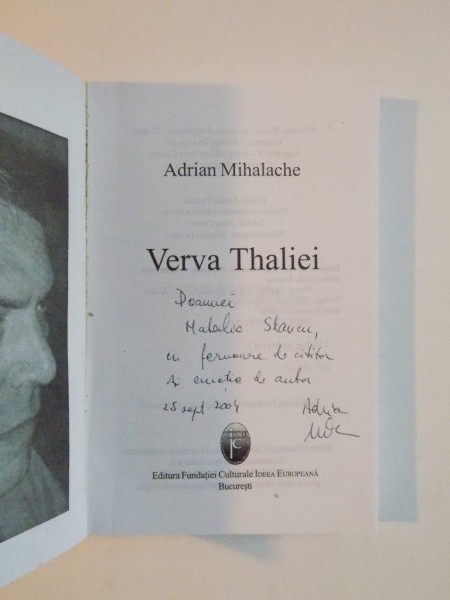 Adrian Mihalache
Verva Thaliei
Doamnei
Natalia Stancu,
cu fervoare de cititor
și emoție de autor
25 sept. 2004
Adrian
Editura Fundației Culturale IDEEA EUROPEANĂ
București